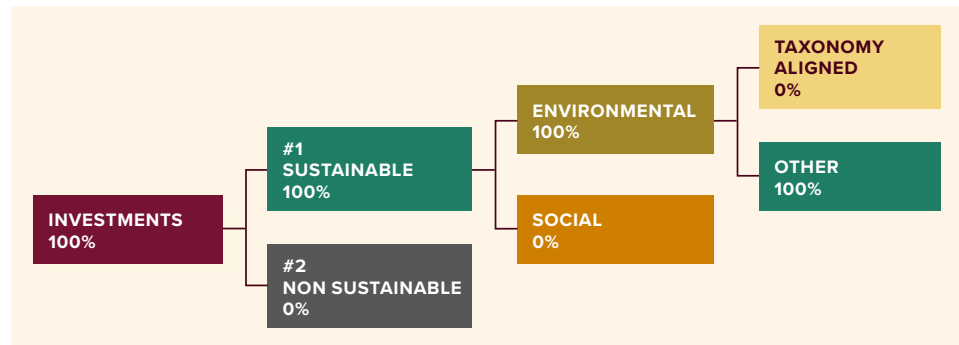 INVESTMENTS
100%
#1
SUSTAINABLE
100%
#2
NON SUSTAINABLE
0%
ENVIRONMENTAL
100%
SOCIAL
0%
TAXONOMY
ALIGNED
0%
OTHER
100%